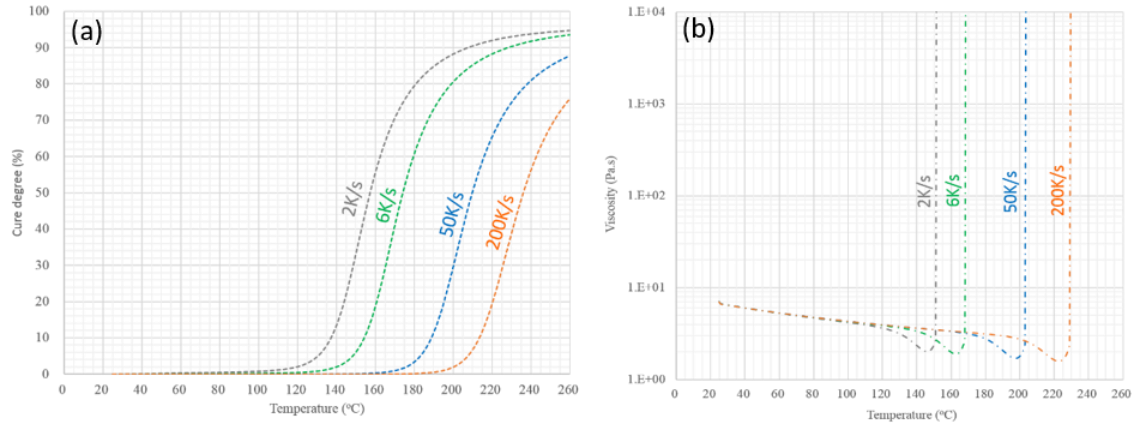 (a)
100
90
80
70
60
50
40
30
20
10
0
Cure degree (%)
2K/s
6K/s
50K/s
200K/s
0 20 40 60 80 100 120 140 160 180 200 220 240 260
Temperature (°C)
(b)
1.E+04
1.E+03
1.E+02
1.E+01
1.E+00
Viscosity (Pa.s)
2K/s
6K/s
50K/s
200K/s
0 20 40 60 80 100 120 140 160 180 200 220 240 260
Temperature (°C)